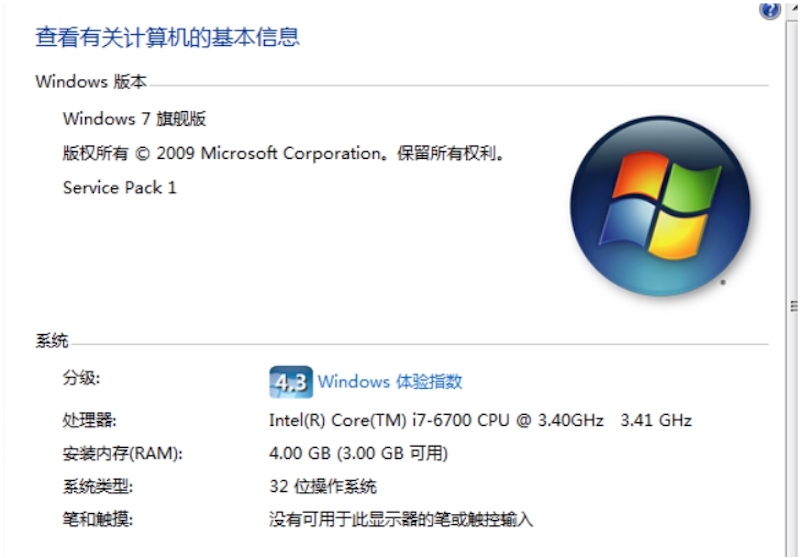 查看有关计算机的基本信息
Windows 版本
Windows 7 旗舰版
版权所有 © 2009 Microsoft Corporation。保留所有权利。
Service Pack 1
系统
分级: 4.3 Windows 体验指数
处理器: Intel(R) Core(TM) i7-6700 CPU @ 3.40GHz 3.41 GHz
安装内存(RAM): 4.00 GB (3.00 GB 可用)
系统类型: 32 位操作系统
笔和触摸: 没有可用于此显示器的笔或触控输入